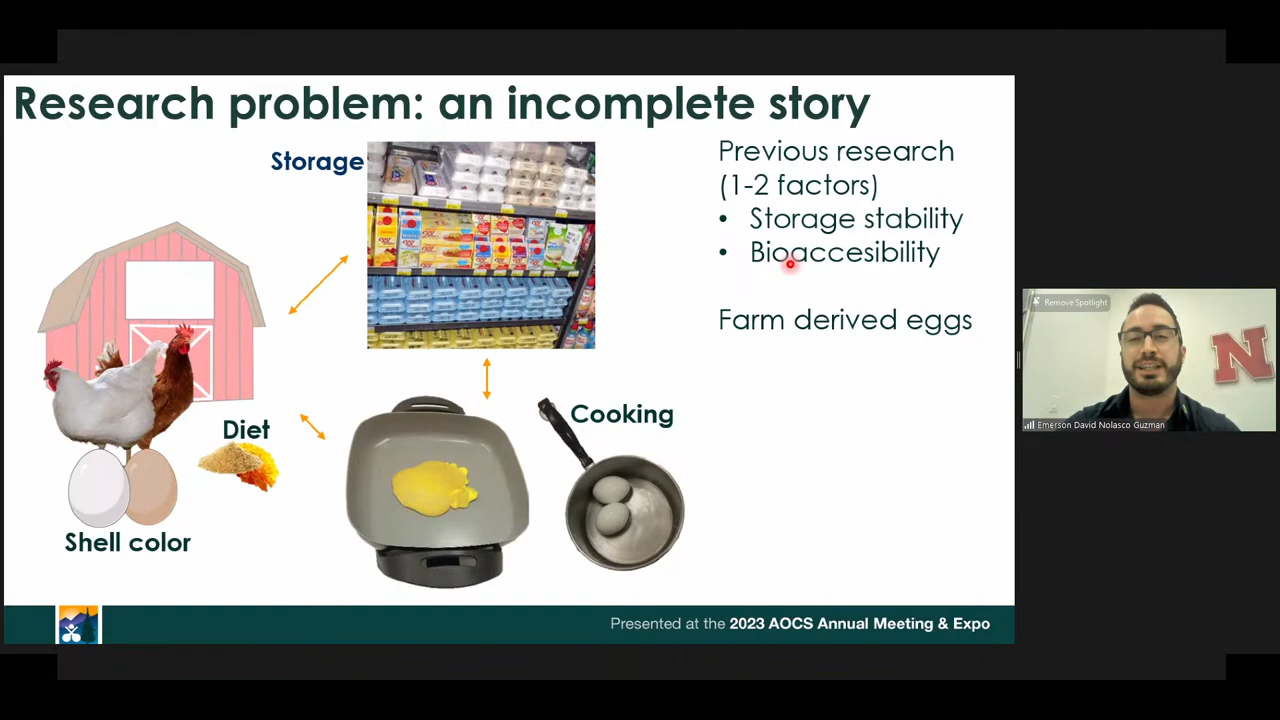 Research problem: an incomplete story
Storage
Previous research
(1-2 factors)
• Storage stability
• Bioaccesibility
Farm derived eggs
Diet
Cooking
Shell color
Presented at the 2023 AOCS Annual Meeting & Expo
Remove Spotlight
N
Emerson David Nolasco Guzman